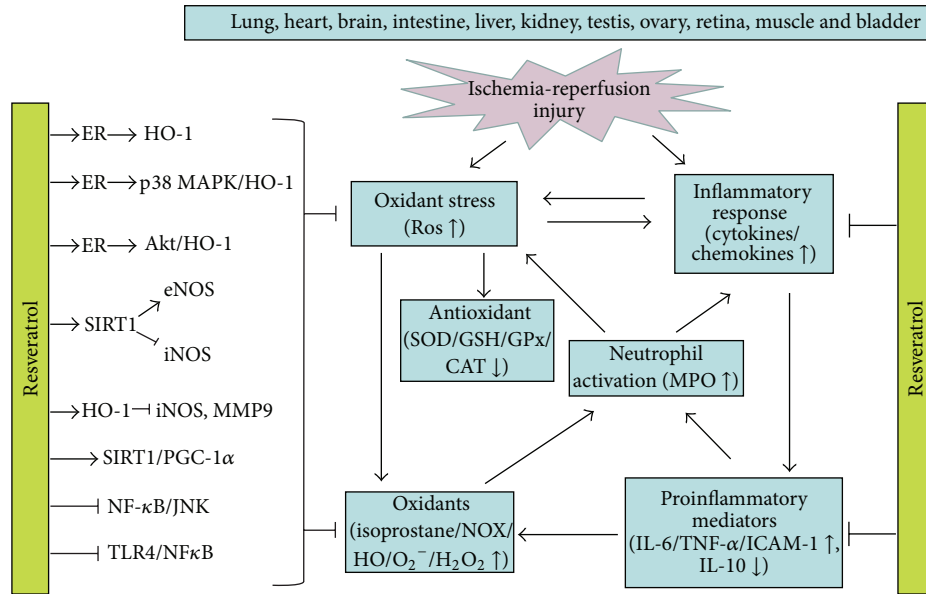 Lung, heart, brain, intestine, liver, kidney, testis, ovary, retina, muscle and bladder
Ischemia-reperfusion
injury
Resveratrol
ER HO-1
ER p38 MAPK/HO-1
ER Akt/HO-1
eNOS
SIRT1
iNOS
HO-1 iNOS, MMP9
SIRT1/PGC-1α
NF-κB/JNK
TLR4/NFκB
Oxidant stress
(Ros ↑)
Inflammatory
response
(cytokines/
chemokines ↑)
Antioxidant
(SOD/GSH/GPx/
CAT ↓)
Neutrophil
activation (MPO ↑)
Oxidants
(isoprostane/NOX/
HO/O₂⁻/H₂O₂ ↑)
Proinflammatory
mediators
(IL-6/TNF-α/ICAM-1 ↑,
IL-10 ↓)
Resveratrol